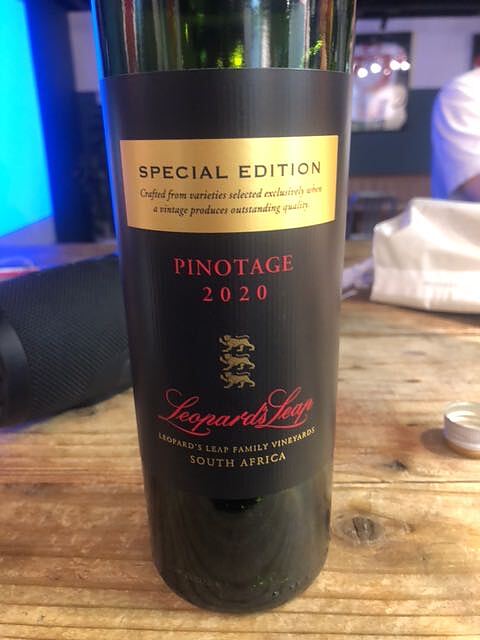 SPECIAL EDITION
Crafted from varieties selected exclusively when
a vintage produces outstanding quality.
PINOTAGE
2020
Leopard's Leap
LEOPARD'S LEAP FAMILY VINEYARDS
SOUTH AFRICA